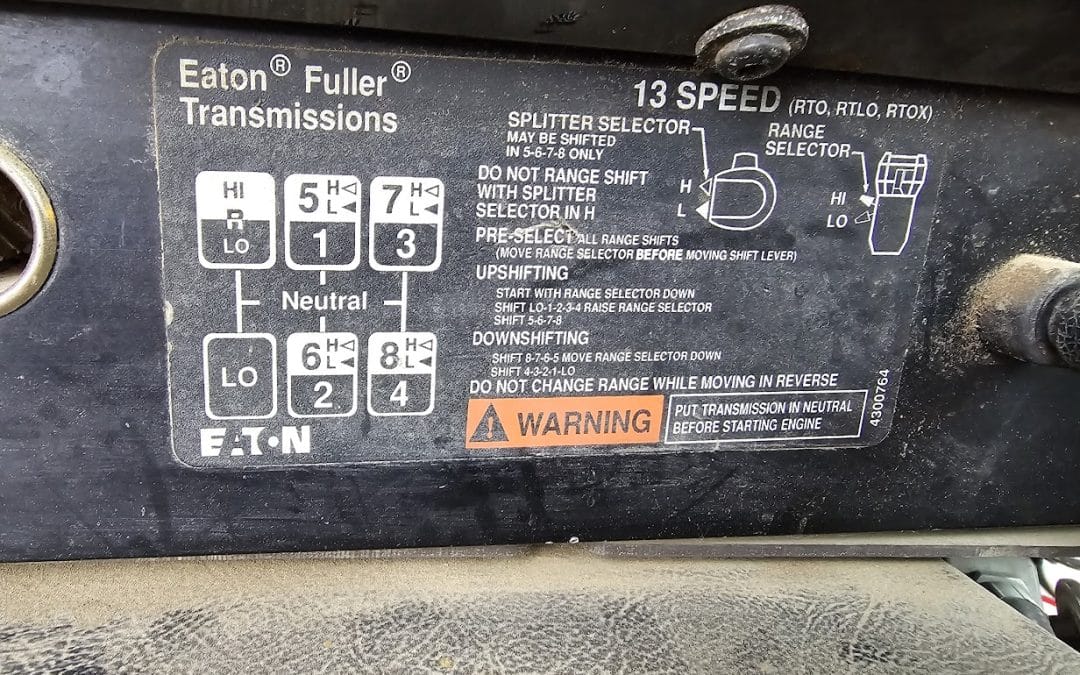 Eaton® Fuller®
Transmissions
13 SPEED (RTO, RTLO, RTOX)
SPLITTER SELECTOR
MAY BE SHIFTED
IN 5-6-7-8 ONLY
RANGE
SELECTOR
DO NOT RANGE SHIFT
WITH SPLITTER
SELECTOR IN H
H
L
HI
LO
PRE-SELECT ALL RANGE SHIFTS
(MOVE RANGE SELECTOR BEFORE MOVING SHIFT LEVER)
UPSHIFTING
START WITH RANGE SELECTOR DOWN
SHIFT LO-1-2-3-4 RAISE RANGE SELECTOR
SHIFT 5-6-7-8
DOWNSHIFTING
SHIFT 8-7-6-5 MOVE RANGE SELECTOR DOWN
SHIFT 4-3-2-1-LO
DO NOT CHANGE RANGE WHILE MOVING IN REVERSE
WARNING
PUT TRANSMISSION IN NEUTRAL
BEFORE STARTING ENGINE
4300764
HI
R
LO
5 H
L
1
7 H
L
3
Neutral
LO
6 H
L
2
8 H
L
4
EATON